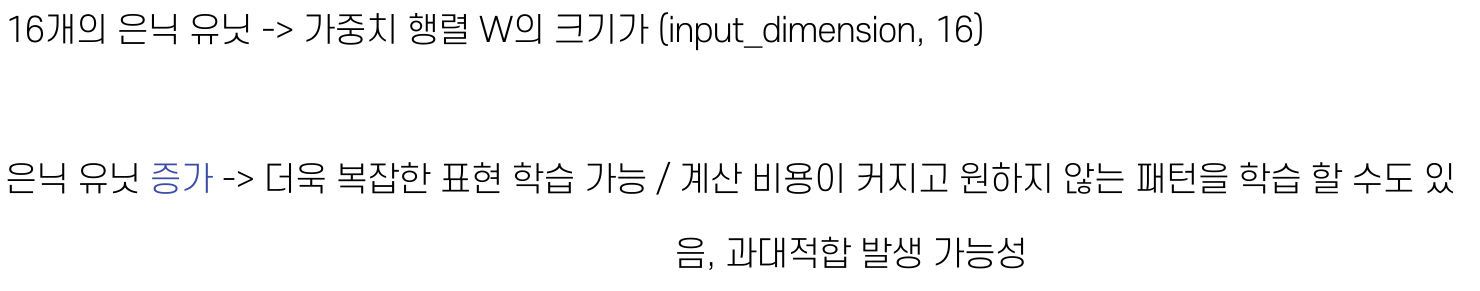 16개의 은닉 유닛 -> 가중치 행렬 W의 크기가 (input_dimension, 16)
은닉 유닛 증가 -> 더욱 복잡한 표현 학습 가능 / 계산 비용이 커지고 원하지 않는 패턴을 학습 할 수도 있
음, 과대적합 발생 가능성